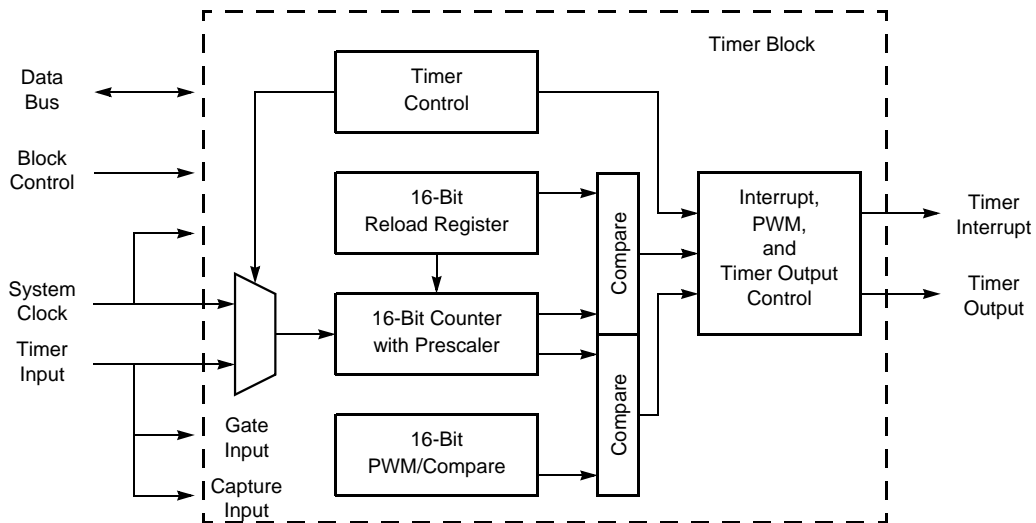 Timer Block
Data
Bus
Timer
Control
Block
Control
16-Bit
Reload Register
Compare
Interrupt,
PWM,
and
Timer Output
Control
Timer
Interrupt
System
Clock
16-Bit Counter
with Prescaler
Timer
Output
Timer
Input
Compare
Gate
Input
16-Bit
PWM/Compare
Capture
Input